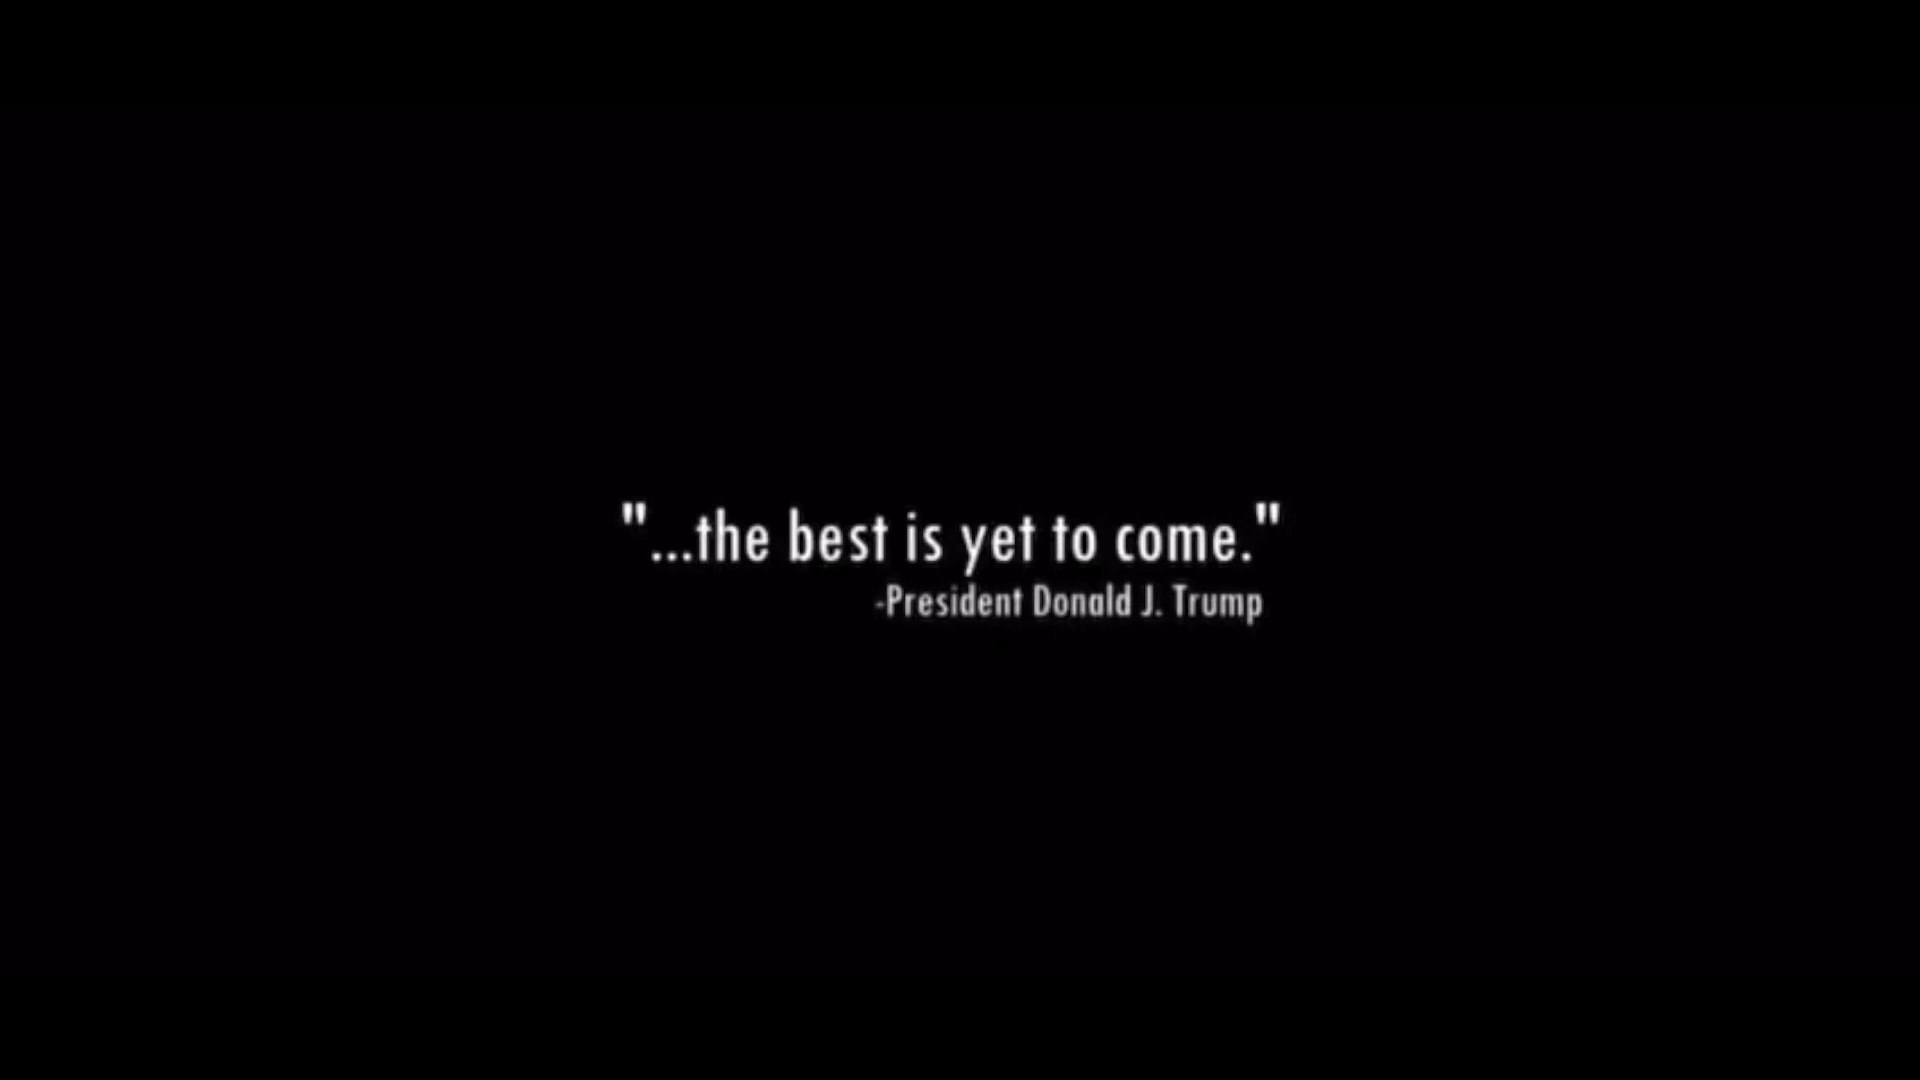 "...the best is yet to come."
-President Donald J. Trump